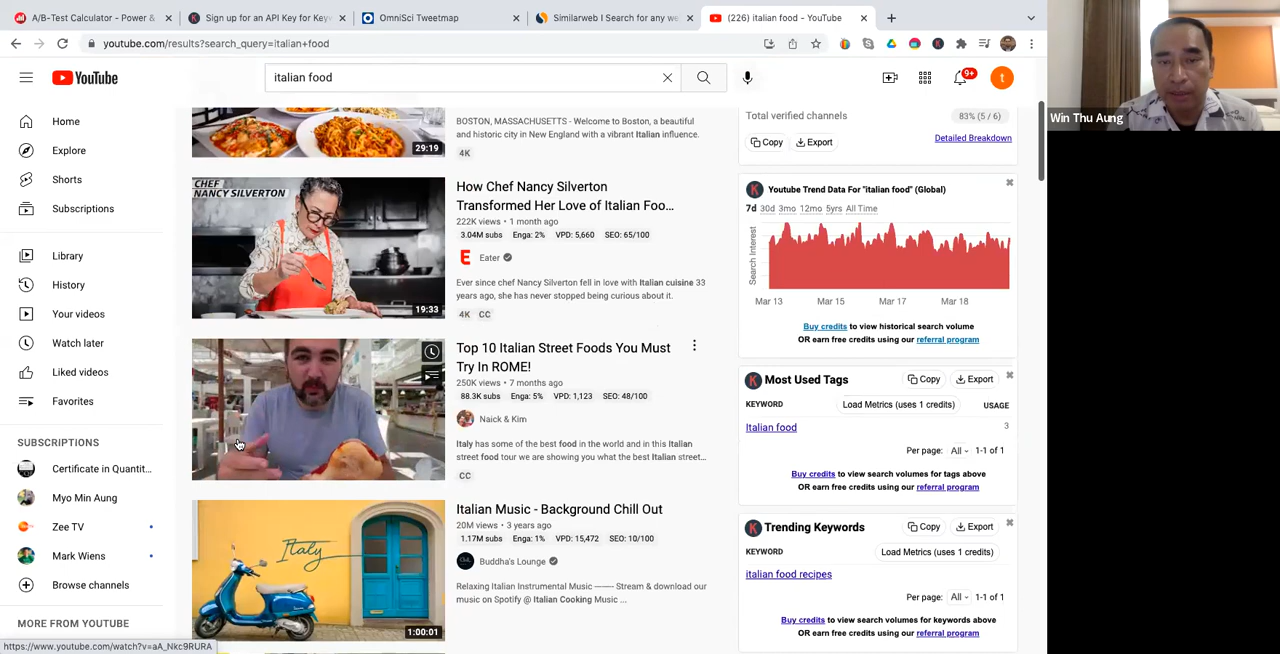 A/B-Test Calculator - Power &
Sign up for an API Key for Keyw
OmniSci Tweetmap
Similarweb I Search for any we
(226) italian food - YouTube
youtube.com/results?search_query=italian+food
YouTube
italian food
9+
t
Home
Explore
Shorts
Subscriptions
Library
History
Your videos
Watch later
Liked videos
Favorites
SUBSCRIPTIONS
Certificate in Quantit...
Myo Min Aung
Zee TV
Mark Wiens
Browse channels
MORE FROM YOUTUBE
https://www.youtube.com/watch?v=aA_Nkc9RURA
29:19
BOSTON, MASSACHUSETTS - Welcome to Boston, a beautiful
and historic city in New England with a vibrant Italian influence.
4K
CHEF
NANCY SILVERTON
19:33
How Chef Nancy Silverton
Transformed Her Love of Italian Foo...
222K views • 1 month ago
3.04M subs Enga: 2% VPD: 5,660 SEO: 65/100
E
Eater
Ever since chef Nancy Silverton fell in love with Italian cuisine 33
years ago, she has never stopped being curious about it.
4K CC
Top 10 Italian Street Foods You Must
Try in ROME!
250K views • 7 months ago
88.3K subs Enga: 5% VPD: 1,123 SEO: 48/100
Naick & Kim
Italy has some of the best food in the world and in this Italian
street food tour we are showing you what the best Italian street...
CC
Italy
1:00:01
Italian Music - Background Chill Out
20M views • 3 years ago
1.17M subs Enga: 1% VPD: 15,472 SEO: 10/100
Buddha's Lounge
Relaxing Italian Instrumental Music ——- Stream & download our
music on Spotify @ Italian Cooking Music ...
Total verified channels
83% (5 / 6)
Copy
Export
Detailed Breakdown
K
Youtube Trend Data For "italian food" (Global)
7d 30d 3mo 12mo 5yrs All Time
Search Interest
Mar 13 Mar 15 Mar 17 Mar 18
Buy credits to view historical search volume
OR earn free credits using our referral program
K
Most Used Tags
Copy
Export
KEYWORD
Load Metrics (uses 1 credits)
USAGE
Italian food
3
Per page: All 1-1 of 1
Buy credits to view search volumes for tags above
OR earn free credits using our referral program
K
Trending Keywords
Copy
Export
KEYWORD
Load Metrics (uses 1 credits)
italian food recipes
Per page: All 1-1 of 1
Buy credits to view search volumes for keywords above
OR earn free credits using our referral program
Win Thu Aung